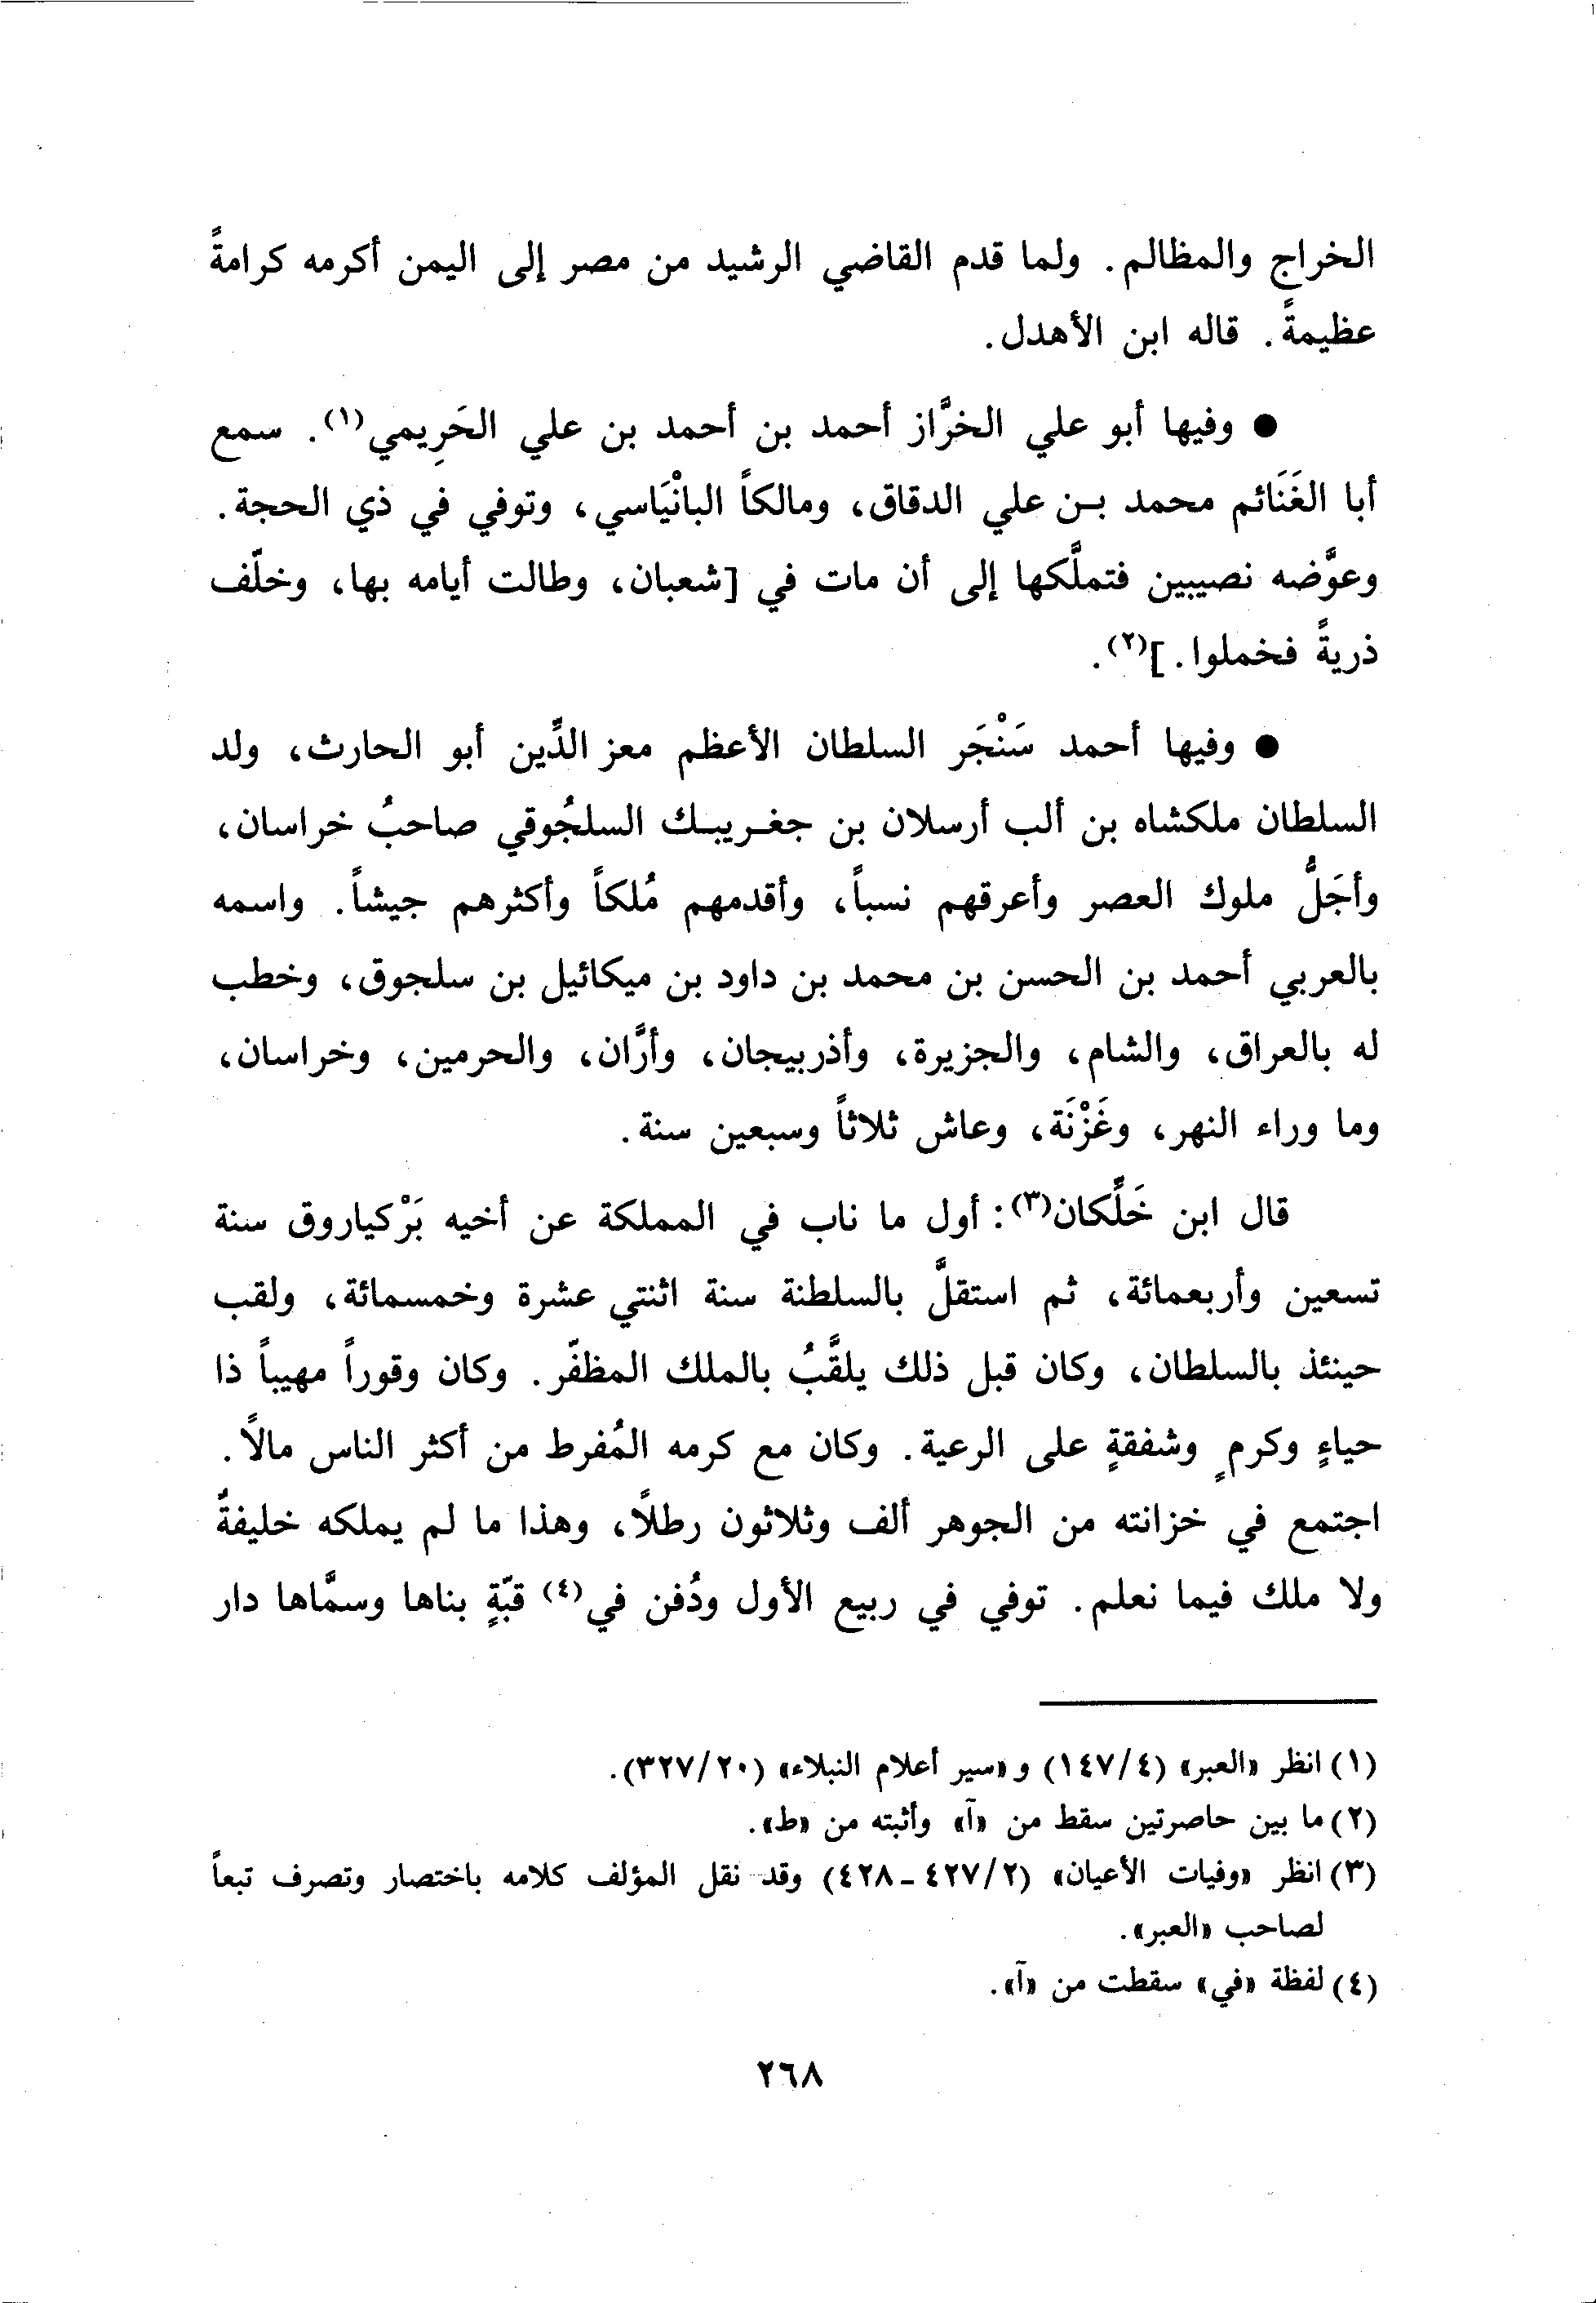 الخراج والمظالم. ولما قدم القاضي الرشيد من مصر إلى اليمن أكرمه كرامةً
عظيمةً. قاله ابن الأهدل.
● وفيها أبو علي الخرَّاز أحمد بن أحمد بن علي الحَرِيمي(١). سمع
أبا الغَنَائم محمد بـن علي الدقاق، ومالكاً البانْيَاسي، وتوفي في ذي الحجة.
وعوَّضه نصيبين فتملَّكها إلى أن مات في [شعبان، وطالت أيامه بها، وخلّف
ذريةً فخملوا.](٢).
● وفيها أحمد سَنْجَر السلطان الأعظم معز الدِّين أبو الحارث، ولد
السلطان ملكشاه بن ألب أرسلان بن جغـريبـك السلجُوقي صاحبُ خراسان،
وأجَلُّ ملوك العصر وأعرقهم نسباً، وأقدمهم مُلكاً وأكثرهم جيشاً. واسمه
بالعربي أحمد بن الحسن بن محمد بن داود بن ميكائيل بن سلجوق، وخطب
له بالعراق، والشام، والجزيرة، وأذربيجان، وأرَّان، والحرمين، وخراسان،
وما وراء النهر، وغَزْنَة، وعاش ثلاثاً وسبعين سنة.
قال ابن خَلِّكان(٣): أول ما ناب في المملكة عن أخيه بَرْكياروق سنة
تسعين وأربعمائة، ثم استقلَّ بالسلطنة سنة اثنتي عشرة وخمسمائة، ولقب
حينئذ بالسلطان، وكان قبل ذلك يلقَّبُ بالملك المظفّر. وكان وقوراً مهيباً ذا
حياءٍ وكرمٍ وشفقةٍ على الرعية. وكان مع كرمه المُفرط من أكثر الناس مالاً.
اجتمع في خزانته من الجوهر ألف وثلاثون رطلاً، وهذا ما لم يملكه خليفةٌ
ولا ملك فيما نعلم. توفي في ربيع الأول ودُفن في(٤) قبّةٍ بناها وسمَّاها دار
(١) انظر «العبر» (٤/١٤٧) و«سير أعلام النبلاء» (٢٠/٣٢٧).
(٢) ما بين حاصرتين سقط من «آ» وأثبته من «ط».
(٣) انظر «وفيات الأعيان» (٢/٤٢٧ - ٤٢٨) وقد نقل المؤلف كلامه باختصار وتصرف تبعاً
لصاحب «العبر».
(٤) لفظة «في» سقطت من «آ».
٢٦٨